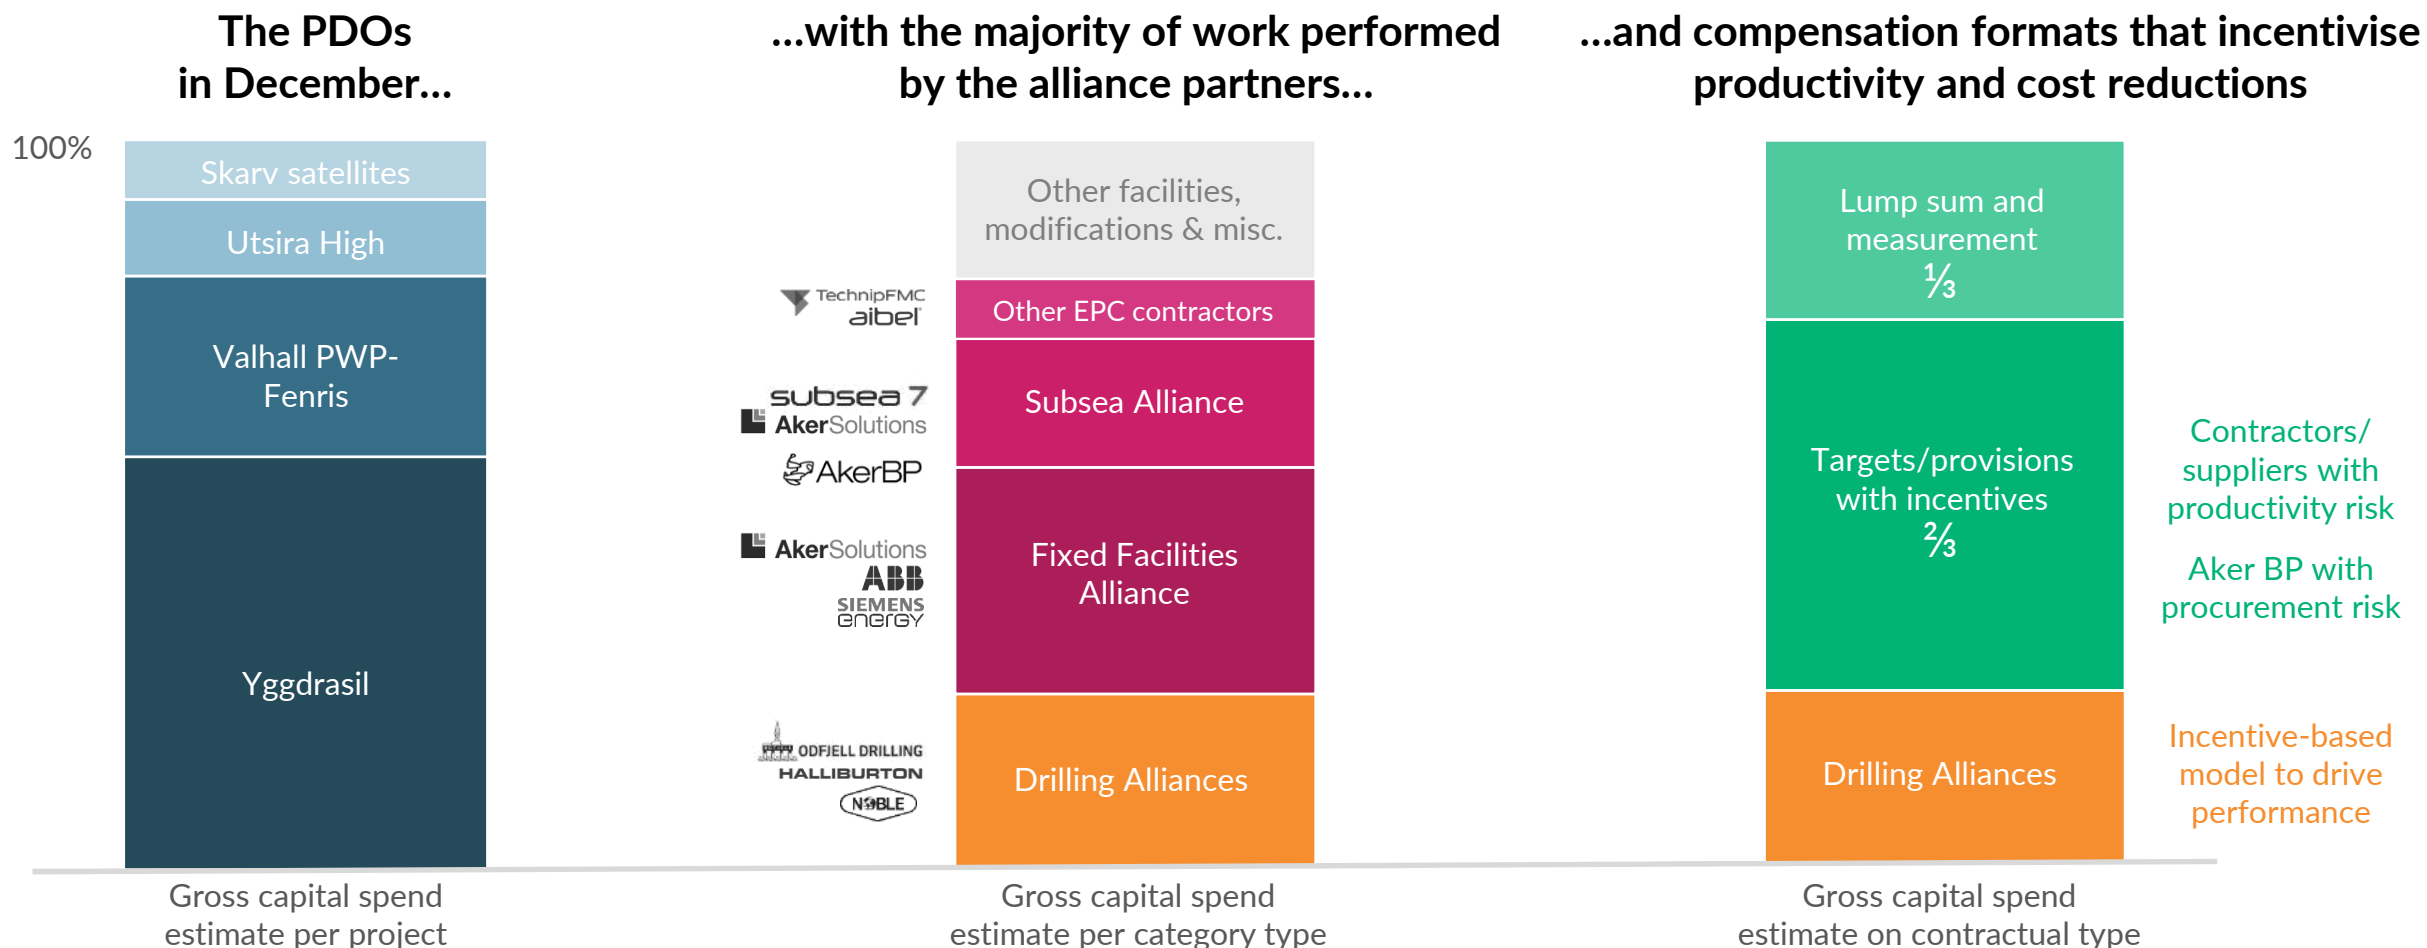 The PDOs
in December...
100%
Skarv satellites
Utsira High
Valhall PWP-
Fenris
Yggdrasil
Gross capital spend
estimate per project
...with the majority of work performed
by the alliance partners...
Other facilities,
modifications & misc.
TechnipFMC
aibel
Other EPC contractors
subsea 7
AkerSolutions
Subsea Alliance
AkerBP
AkerSolutions
ABB
SIEMENS
energy
Fixed Facilities
Alliance
ODFJELL DRILLING
HALLIBURTON
NOBLE
Drilling Alliances
Gross capital spend
estimate per category type
...and compensation formats that incentivise
productivity and cost reductions
Lump sum and
measurement
⅓
Targets/provisions
with incentives
⅔
Contractors/
suppliers with
productivity risk
Aker BP with
procurement risk
Drilling Alliances
Incentive-based
model to drive
performance
Gross capital spend
estimate on contractual type